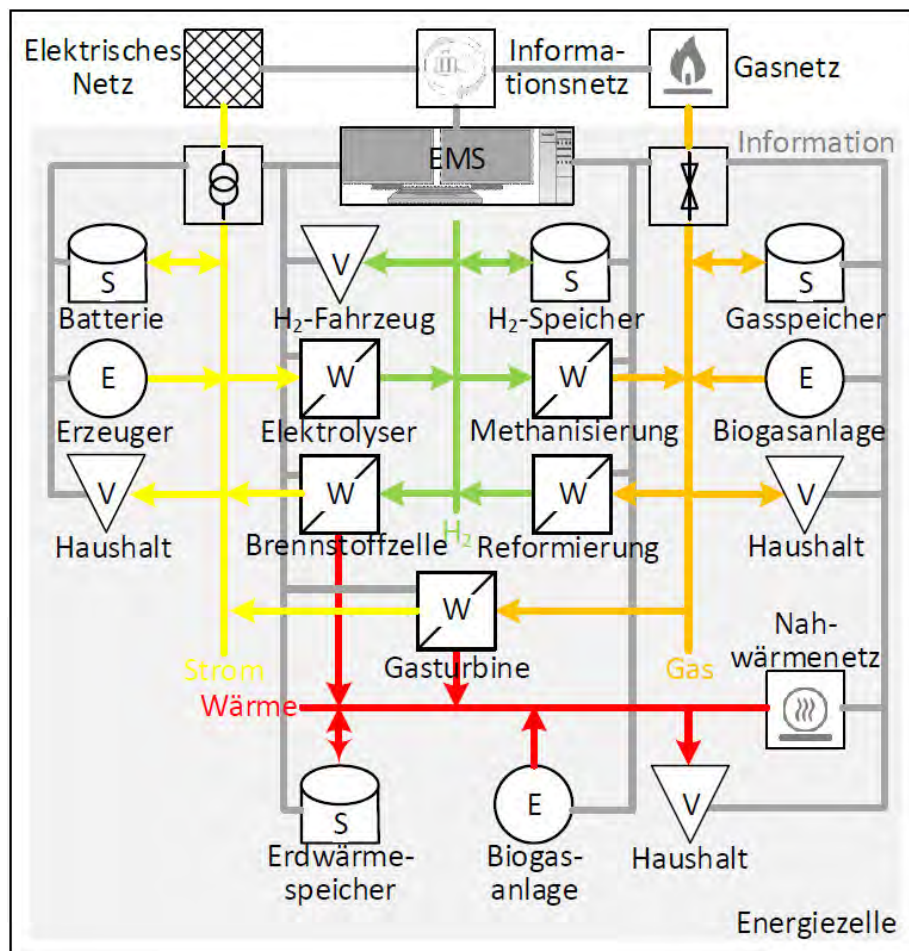 Elektrisches
Netz
Informa-
tionsnetz
Gasnetz
Information
EMS
S
Batterie
V
H₂-Fahrzeug
S
H₂-Speicher
S
Gasspeicher
E
Erzeuger
W
Elektrolyser
W
Methanisierung
E
Biogasanlage
V
Haushalt
W
Brennstoffzelle
H₂
W
Reformierung
V
Haushalt
W
Gasturbine
Strom
Gas
Nah-
wärmenetz
Wärme
S
Erdwärme-
speicher
E
Biogas-
anlage
V
Haushalt
Energiezelle